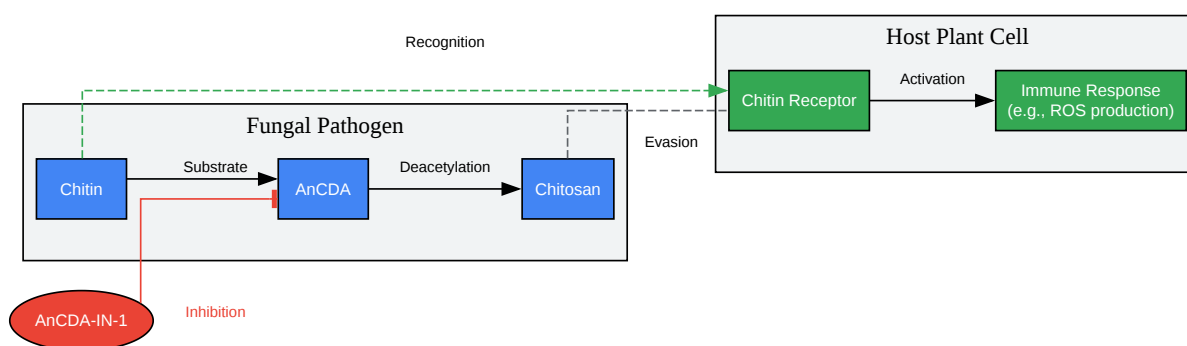 Host Plant Cell
Recognition
Chitin Receptor
Activation
Immune Response
(e.g., ROS production)
Fungal Pathogen
Evasion
Chitin
Substrate
AnCDA
Deacetylation
Chitosan
AnCDA-IN-1
Inhibition